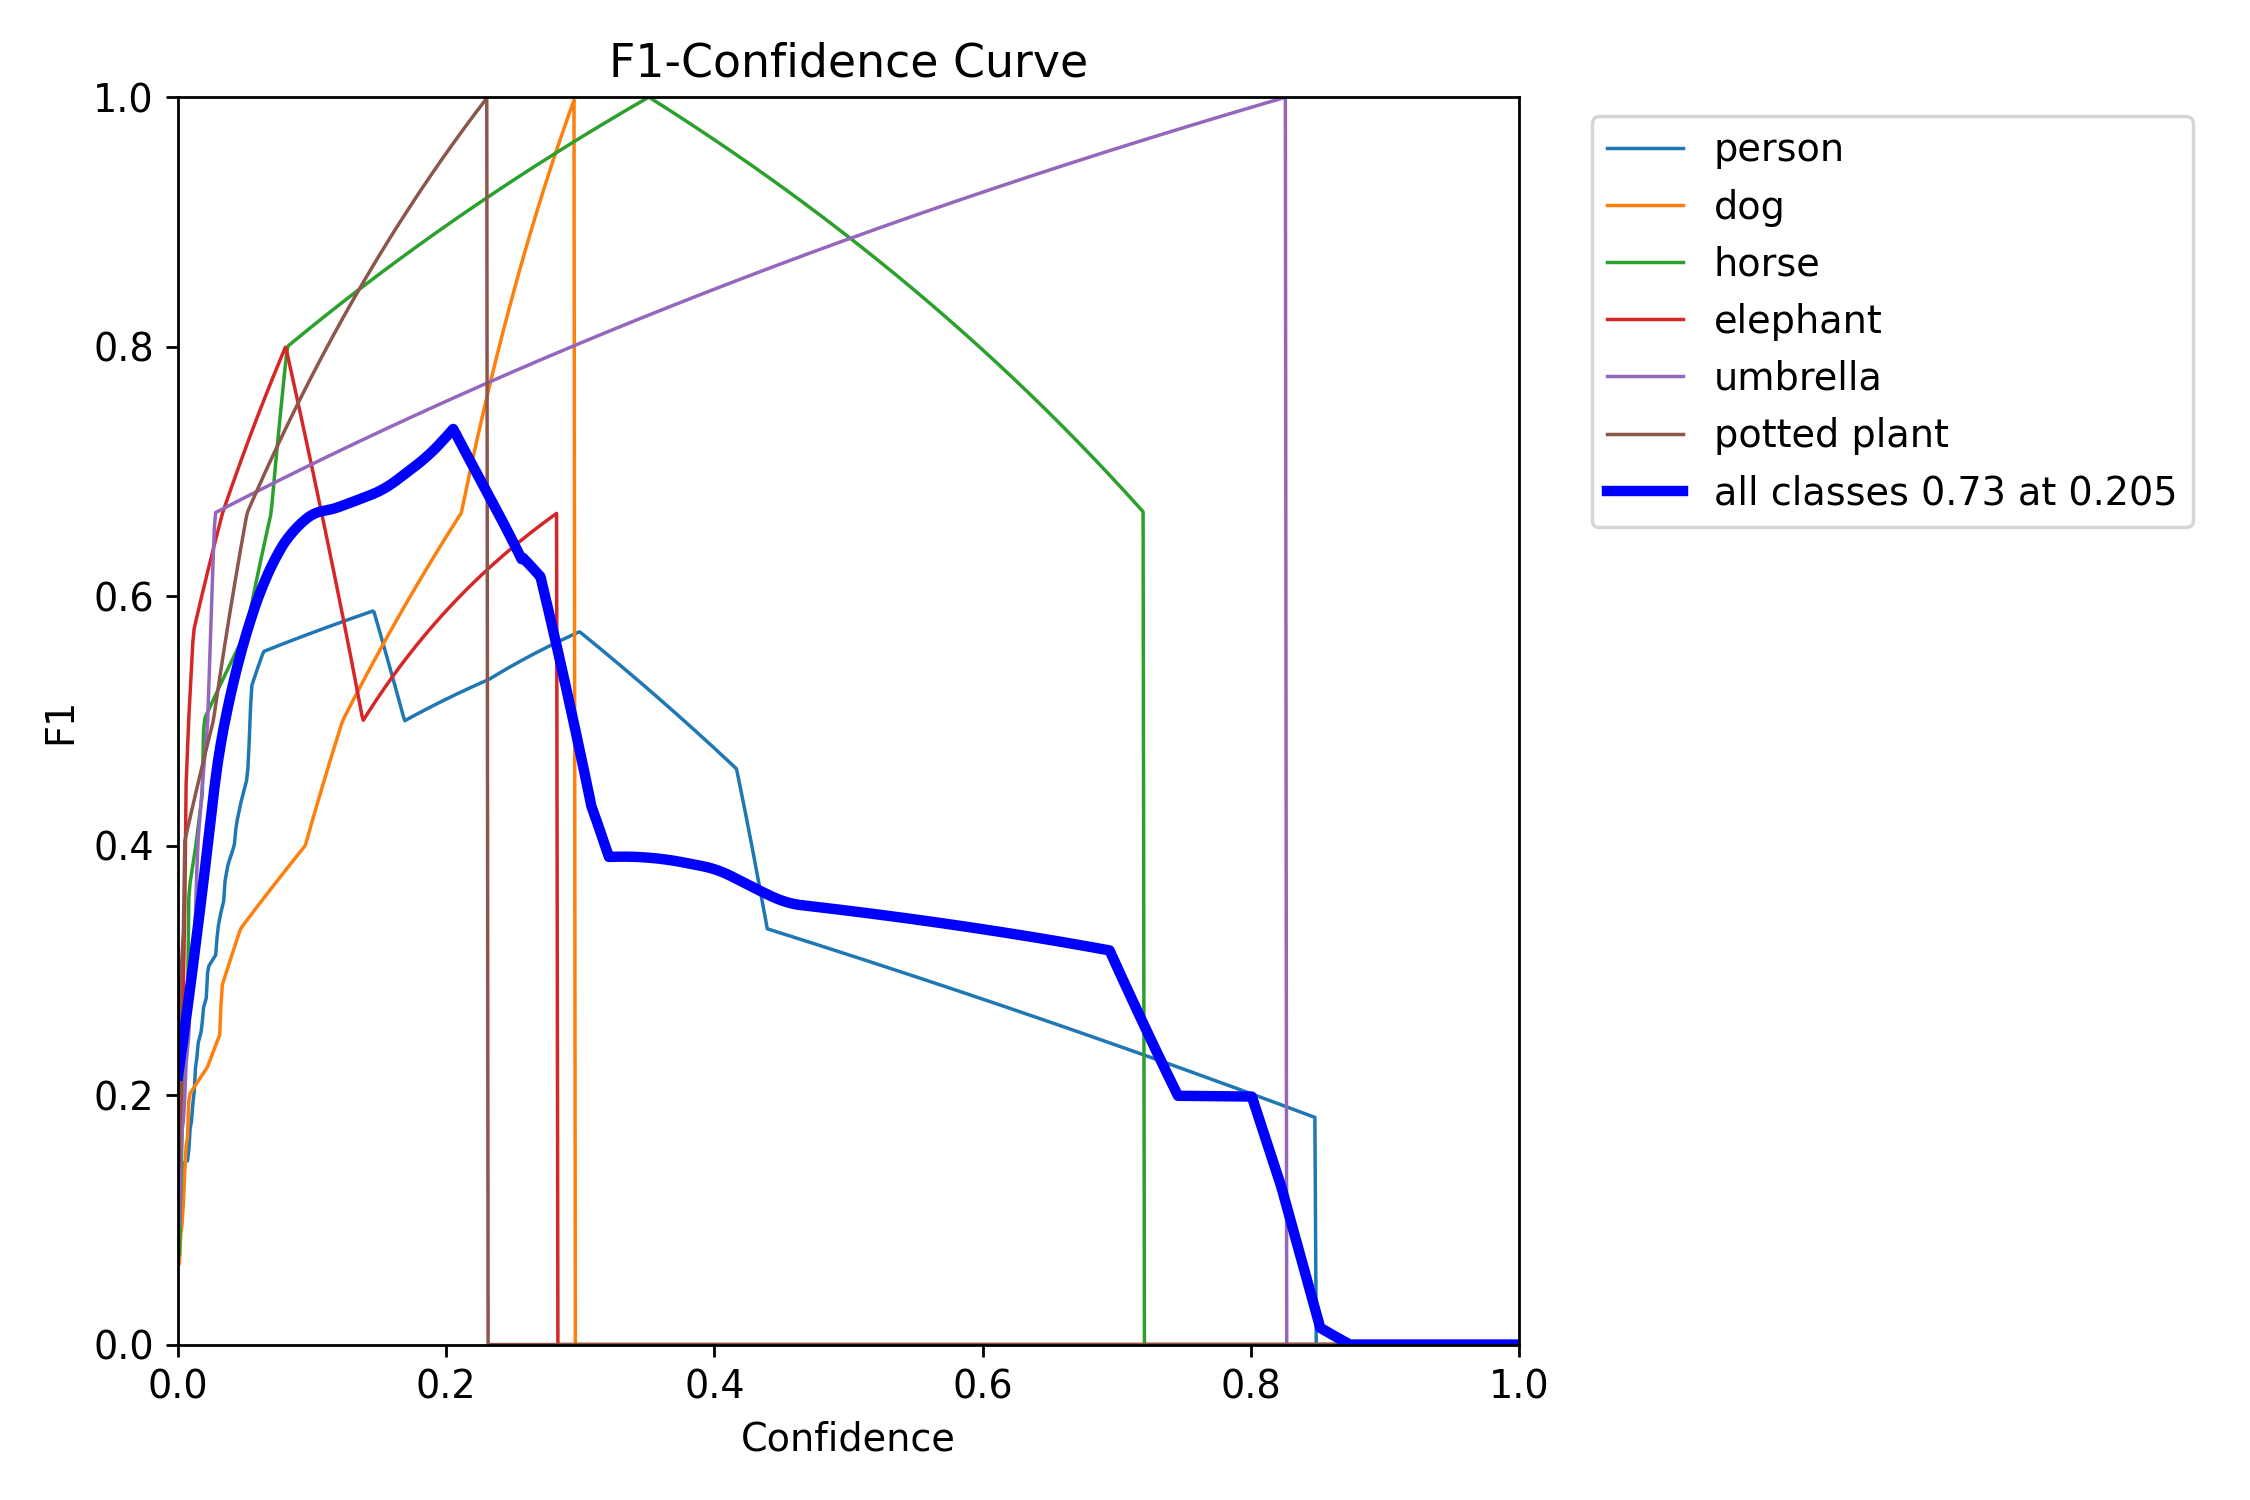 F1-Confidence Curve
1.0
0.8
0.6
0.4
0.2
0.0
F1
0.0 0.2 0.4 0.6 0.8 1.0
Confidence
person
dog
horse
elephant
umbrella
potted plant
all classes 0.73 at 0.205